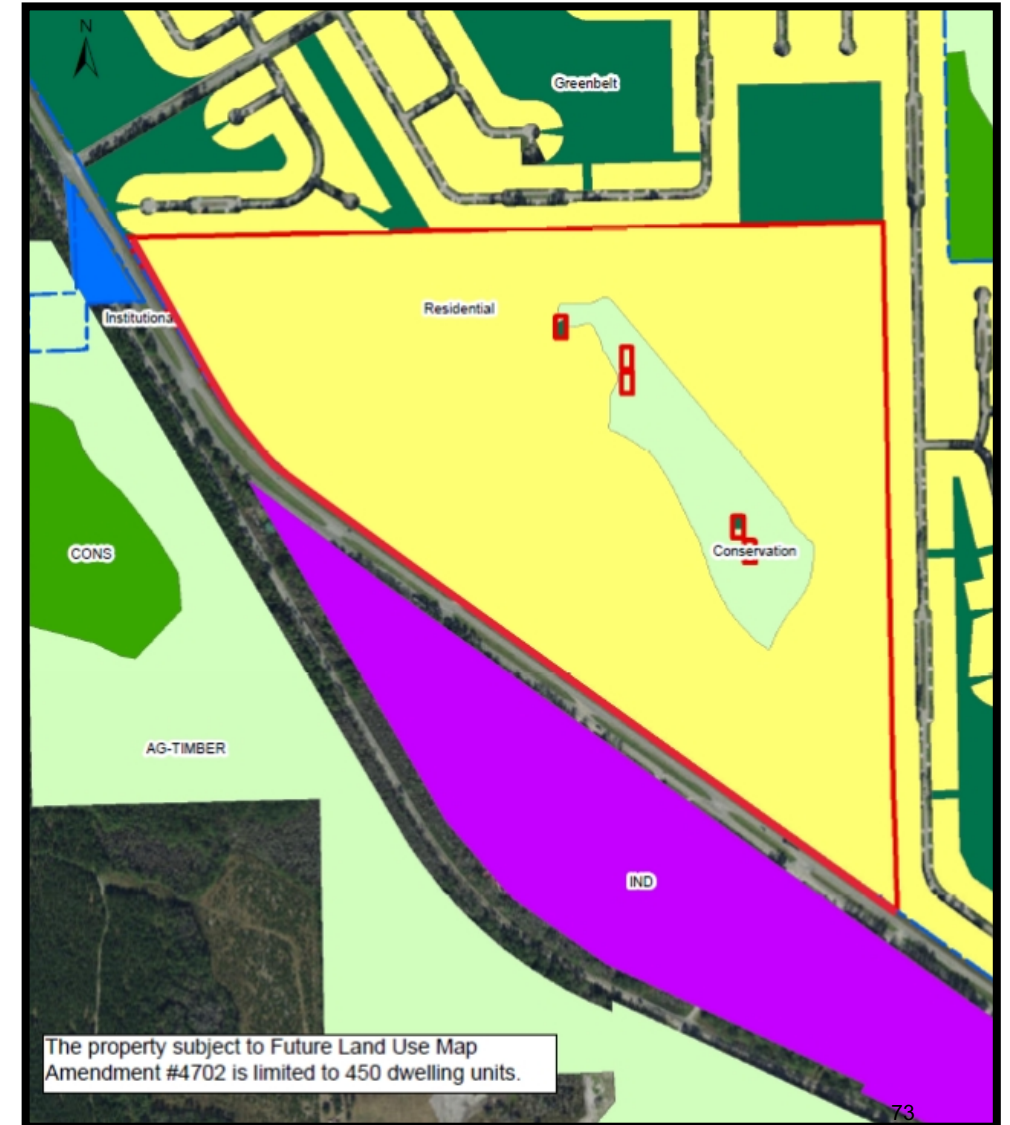 N
Greenbelt
Residential
Institutiona
CONS
Conservation
AG-TIMBER
IND
The property subject to Future Land Use Map
Amendment #4702 is limited to 450 dwelling units.
73